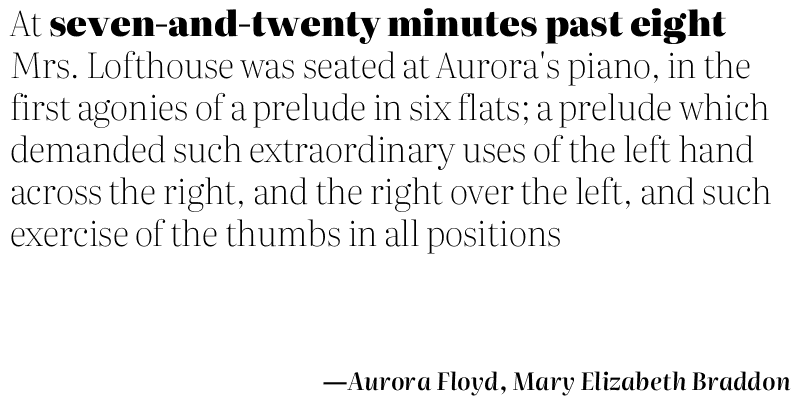 At seven-and-twenty minutes past eight
Mrs. Lofthouse was seated at Aurora's piano, in the
first agonies of a prelude in six flats; a prelude which
demanded such extraordinary uses of the left hand
across the right, and the right over the left, and such
exercise of the thumbs in all positions
—Aurora Floyd, Mary Elizabeth Braddon